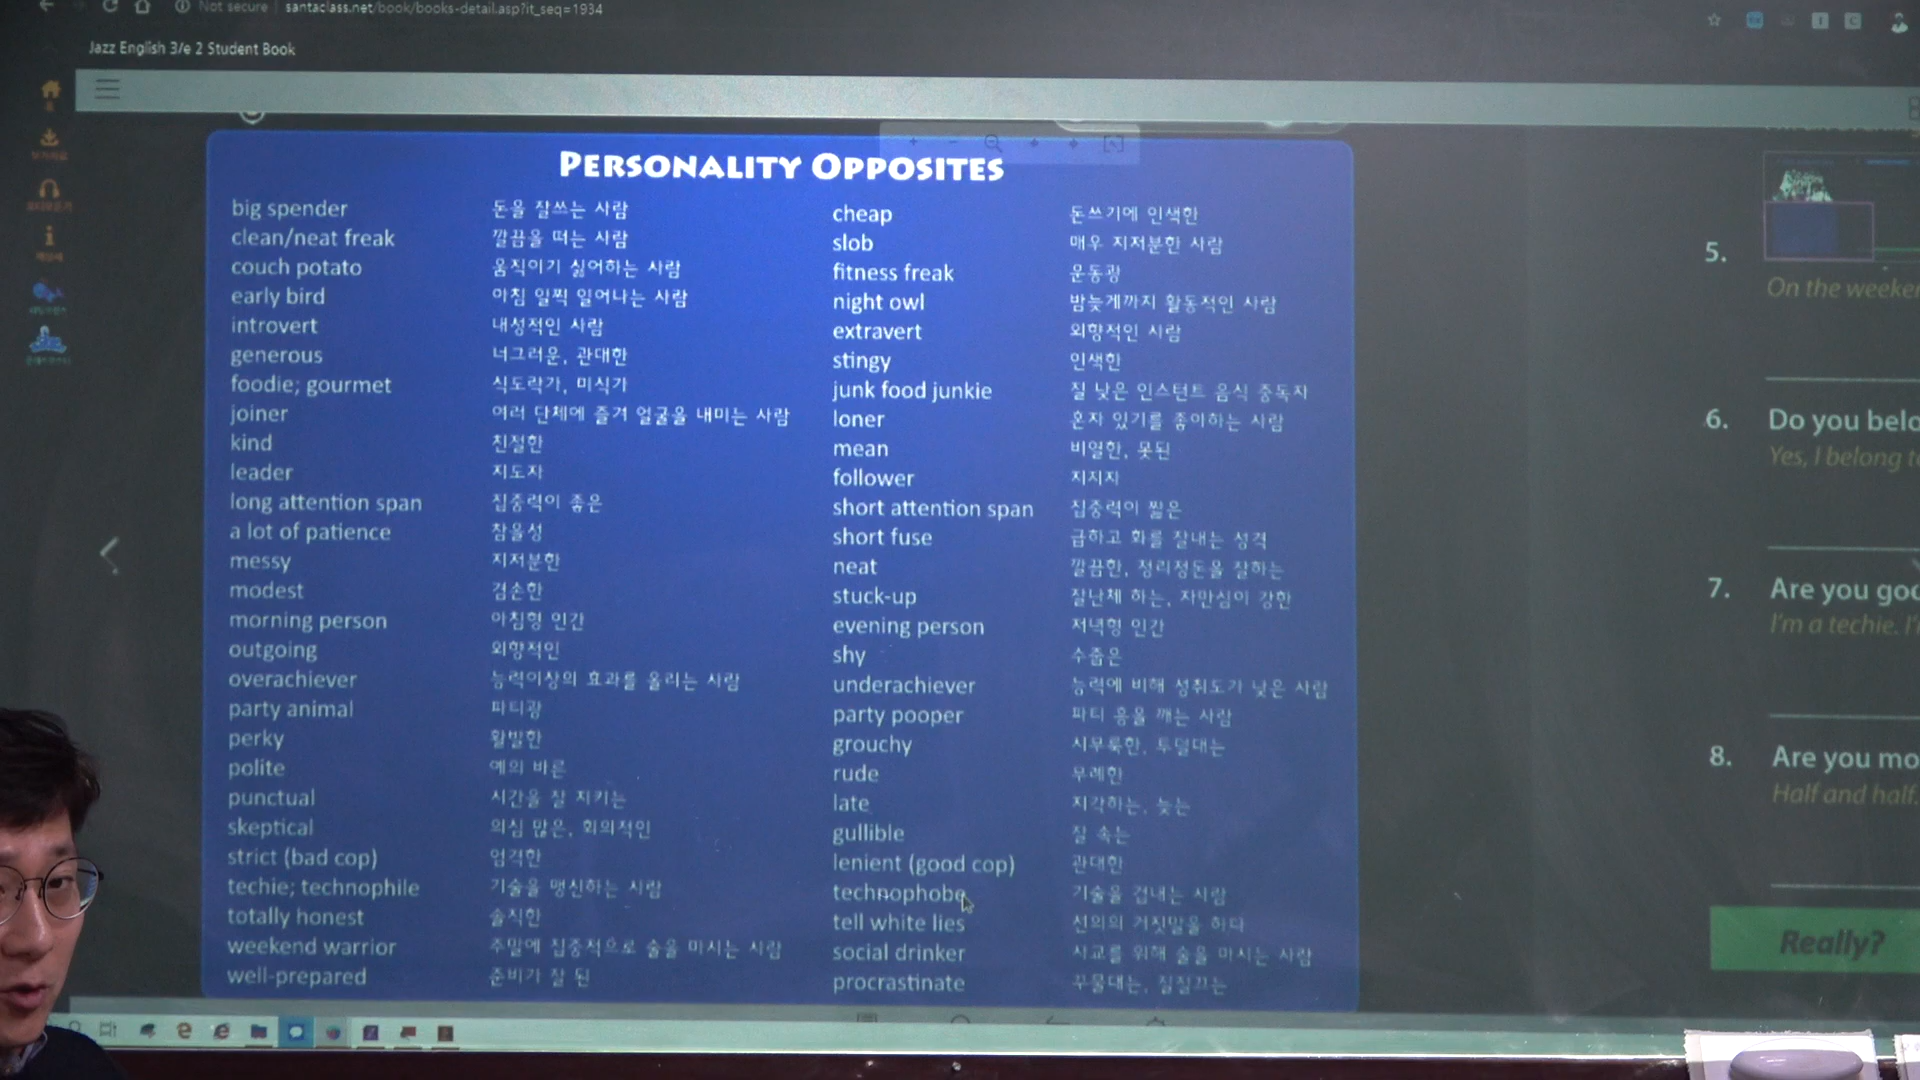 Not secure | santaclass.net/book/books-detail.asp?it_seq=1934
Jazz English 3/e 2 Student Book
PERSONALITY OPPOSITES
big spender 돈을 잘쓰는 사람 cheap 돈쓰기에 인색한
clean/neat freak 깔끔을 떠는 사람 slob 매우 지저분한 사람
couch potato 움직이기 싫어하는 사람 fitness freak 운동광
early bird 아침 일찍 일어나는 사람 night owl 밤늦게까지 활동적인 사람
introvert 내성적인 사람 extravert 외향적인 사람
generous 너그러운, 관대한 stingy 인색한
foodie; gourmet 식도락가, 미식가 junk food junkie 질 낮은 인스턴트 음식 중독자
joiner 여러 단체에 즐겨 얼굴을 내미는 사람 loner 혼자 있기를 좋아하는 사람
kind 친절한 mean 비열한, 못된
leader 지도자 follower 지지자
long attention span 집중력이 좋은 short attention span 집중력이 짧은
a lot of patience 참을성 short fuse 급하고 화를 잘내는 성격
messy 지저분한 neat 깔끔한, 정리정돈을 잘하는
modest 겸손한 stuck-up 잘난체 하는, 자만심이 강한
morning person 아침형 인간 evening person 저녁형 인간
outgoing 외향적인 shy 수줍은
overachiever 능력이상의 효과를 올리는 사람 underachiever 능력에 비해 성취도가 낮은 사람
party animal 파티광 party pooper 파티 흥을 깨는 사람
perky 활발한 grouchy 시무룩한, 투덜대는
polite 예의 바른 rude 무례한
punctual 시간을 잘 지키는 late 지각하는, 늦는
skeptical 의심 많은, 회의적인 gullible 잘 속는
strict (bad cop) 엄격한 lenient (good cop) 관대한
techie; technophile 기술을 맹신하는 사람 technophobe 기술을 겁내는 사람
totally honest 솔직한 tell white lies 선의의 거짓말을 하다
weekend warrior 주말에 집중적으로 술을 마시는 사람 social drinker 사교를 위해 술을 마시는 사람
well-prepared 준비가 잘 된 procrastinate 꾸물대는, 질질끄는
5.
On the weeken
6. Do you belo
Yes, I belong t
7. Are you goo
I'm a techie. I'
8. Are you mo
Half and half.
Really?